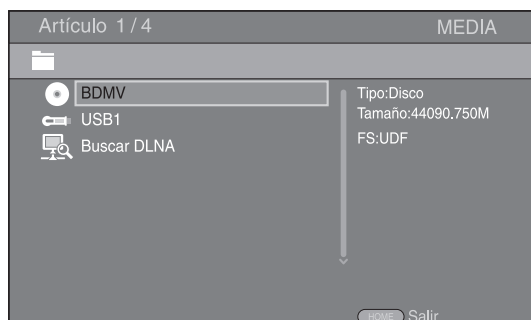 Artículo 1/4 MEDIA
BDMV
USB1
Buscar DLNA
Tipo:Disco
Tamaño:44090.750M
FS:UDF
HOME Salir